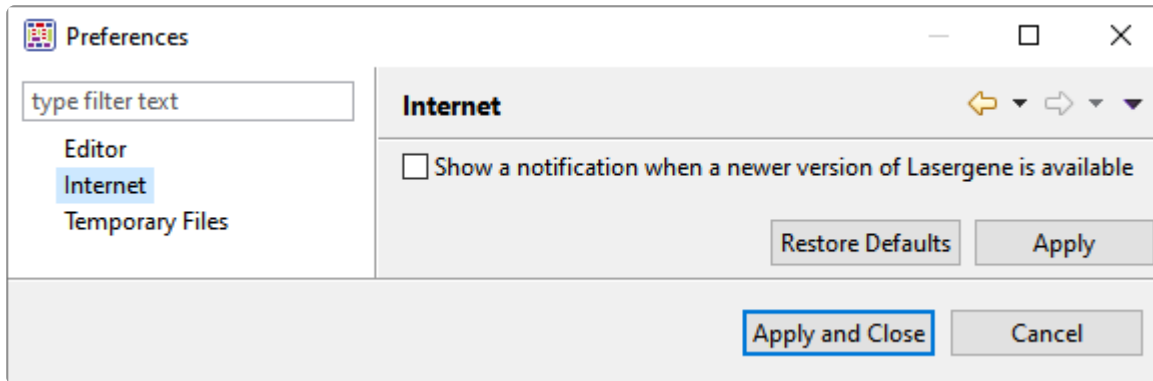 Preferences
type filter text
Editor
Internet
Temporary Files
Internet
Show a notification when a newer version of Lasergene is available
Restore Defaults
Apply
Apply and Close
Cancel